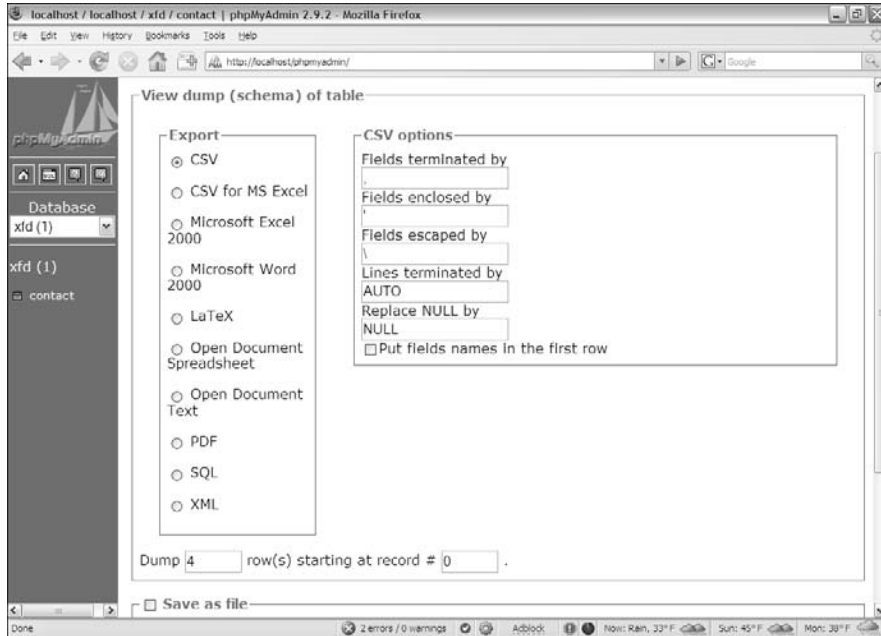 localhost / localhost / xfd / contact | phpMyAdmin 2.9.2 - Mozilla Firefox
File Edit View History Bookmarks Tools Help
http://localhost/phpmyadmin/
G Google
phpMyAdmin
Database
xfd (1)
xfd (1)
contact
View dump (schema) of table
Export
CSV
CSV for MS Excel
Microsoft Excel
2000
Microsoft Word
2000
LaTeX
Open Document
Spreadsheet
Open Document
Text
PDF
SQL
XML
CSV options
Fields terminated by
,
Fields enclosed by
'
Fields escaped by
\
Lines terminated by
AUTO
Replace NULL by
NULL
Put fields names in the first row
Dump 4 row(s) starting at record # 0 .
Save as file
Done 2 errors / 0 warnings Adblock Now: Rain, 33° F Sun: 45° F Mon: 38° F